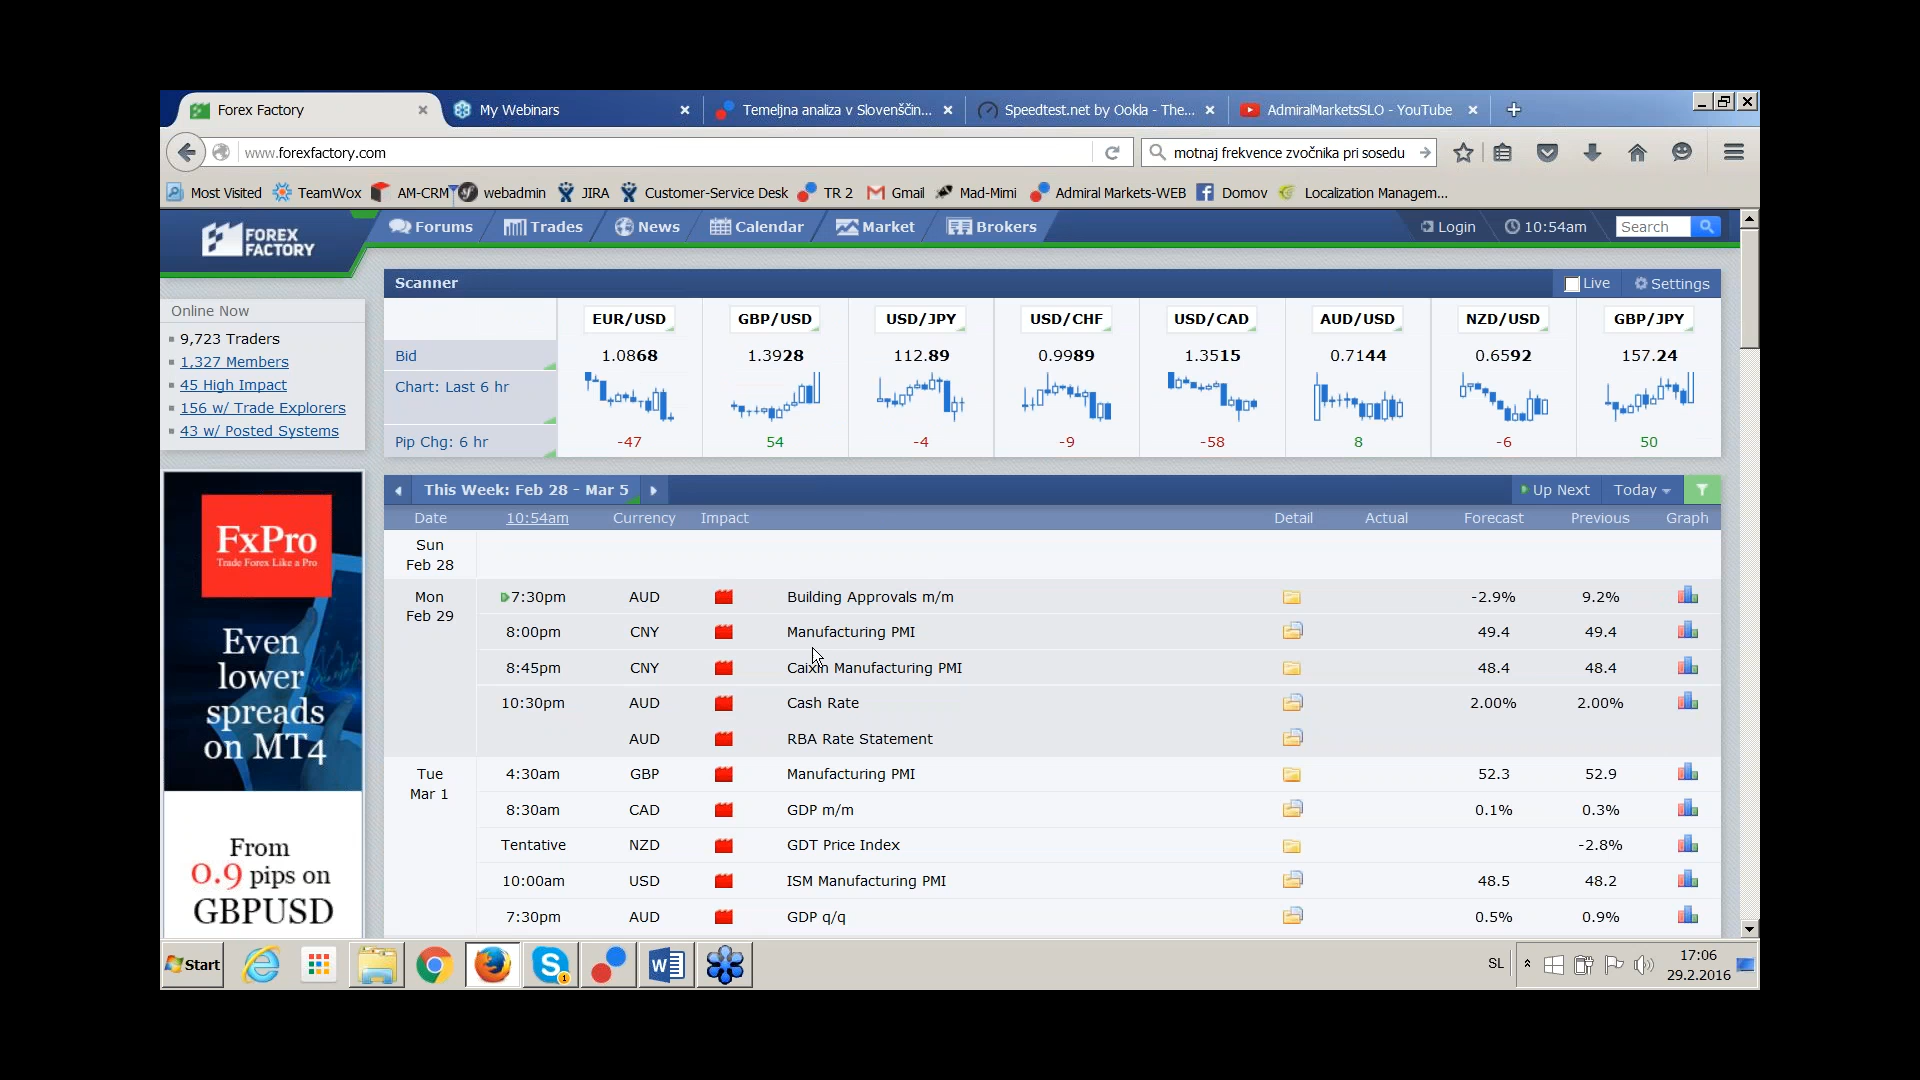 Forex Factory
My Webinars
Temeljna analiza v Slovenščin...
Speedtest.net by Ookla - The...
AdmiralMarketsSLO - YouTube
www.forexfactory.com
motnaj frekvence zvočnika pri sosedu
Most Visited
TeamWox
AM-CRM
webadmin
JIRA
Customer-Service Desk
TR 2
Gmail
Mad-Mimi
Admiral Markets-WEB
Domov
Localization Managem...
FOREX
FACTORY
Forums
Trades
News
Calendar
Market
Brokers
Login
10:54am
Search
Online Now
9,723 Traders
1,327 Members
45 High Impact
156 w/ Trade Explorers
43 w/ Posted Systems
FxPro
Trade Forex Like a Pro
Even
lower
spreads
on MT4
From
0.9 pips on
GBPUSD
Scanner
Live
Settings
EUR/USD GBP/USD USD/JPY USD/CHF USD/CAD AUD/USD NZD/USD GBP/JPY
Bid 1.0868 1.3928 112.89 0.9989 1.3515 0.7144 0.6592 157.24
Chart: Last 6 hr
Pip Chg: 6 hr -47 54 -4 -9 -58 8 -6 50
This Week: Feb 28 - Mar 5
Up Next
Today
Date 10:54am Currency Impact Detail Actual Forecast Previous Graph
Sun
Feb 28
Mon
Feb 29
7:30pm AUD Building Approvals m/m -2.9% 9.2%
8:00pm CNY Manufacturing PMI 49.4 49.4
8:45pm CNY Caixin Manufacturing PMI 48.4 48.4
10:30pm AUD Cash Rate 2.00% 2.00%
AUD RBA Rate Statement
Tue
Mar 1
4:30am GBP Manufacturing PMI 52.3 52.9
8:30am CAD GDP m/m 0.1% 0.3%
Tentative NZD GDT Price Index -2.8%
10:00am USD ISM Manufacturing PMI 48.5 48.2
7:30pm AUD GDP q/q 0.5% 0.9%
Start
SL
17:06
29.2.2016